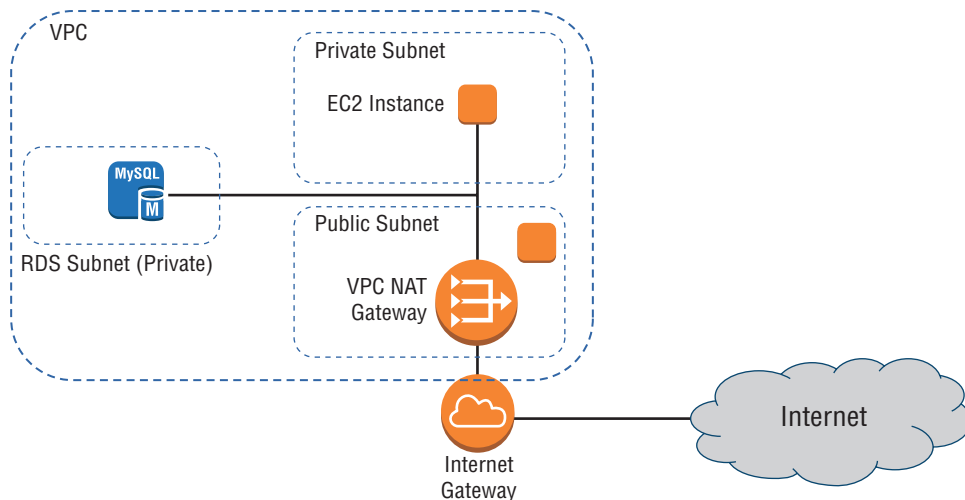 VPC
Private Subnet
EC2 Instance
MySQL
M
RDS Subnet (Private)
Public Subnet
VPC NAT
Gateway
Internet
Gateway
Internet